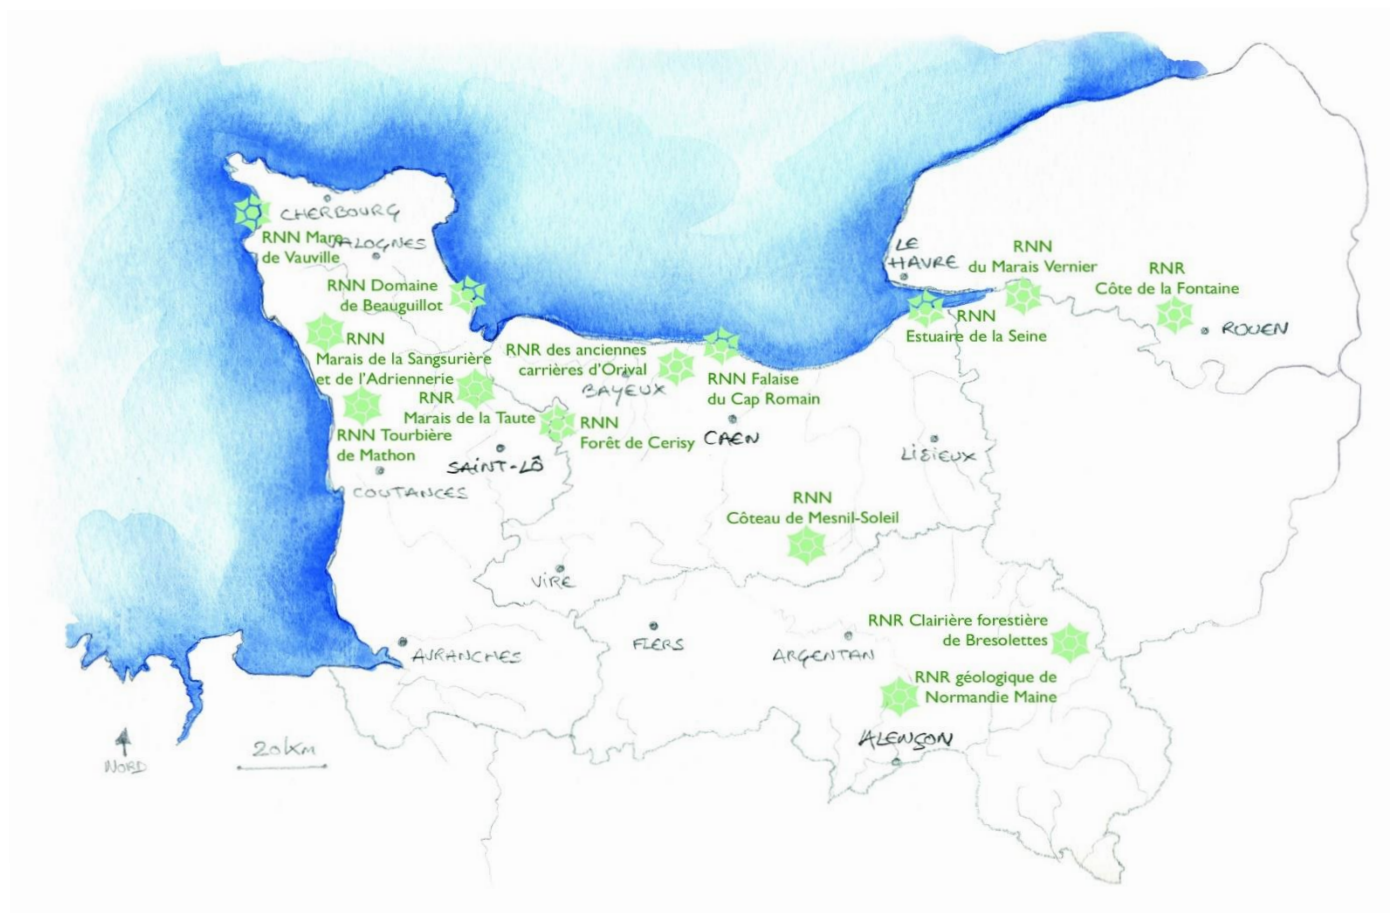 CHERBOURG
RNN Mare
de Vauville
VALOGNES
RNN Domaine
de Beauguillot
RNN
Marais de la Sangsurière
et de l'Adriennerie
RNR
Marais de la Taute
RNN Tourbière
de Mathon
COUTANCES
SAINT-LÔ
RNR des anciennes
carrières d'Orival
BAYEUX
RNN Falaise
du Cap Romain
RNN
Forêt de Cerisy
CAEN
LE
HAVRE
RNN
du Marais Vernier
RNN
Estuaire de la Seine
RNR
Côte de la Fontaine
ROUEN
LISIEUX
RNN
Côteau de Mesnil-Soleil
VIRE
AVRANCHES
FLERS
ARGENTAN
RNR Clairière forestière
de Bresolettes
RNR géologique de
Normandie Maine
ALENÇON
NORD
20 Km